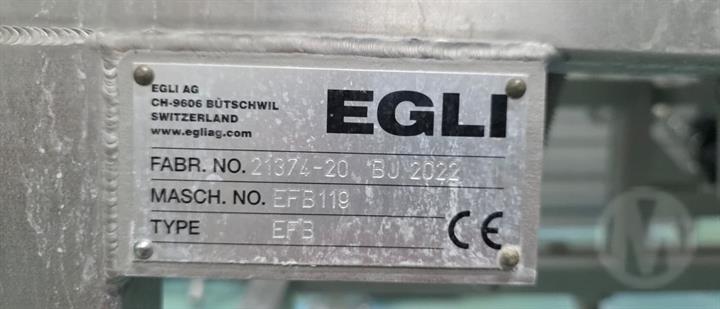 EGLI AG
CH-9606 BÜTSCHWIL
SWITZERLAND
www.egliag.com
EGLI
FABR. NO. 21374-20 BJ 2022
MASCH. NO. EFB119
TYPE EFB
CE
M